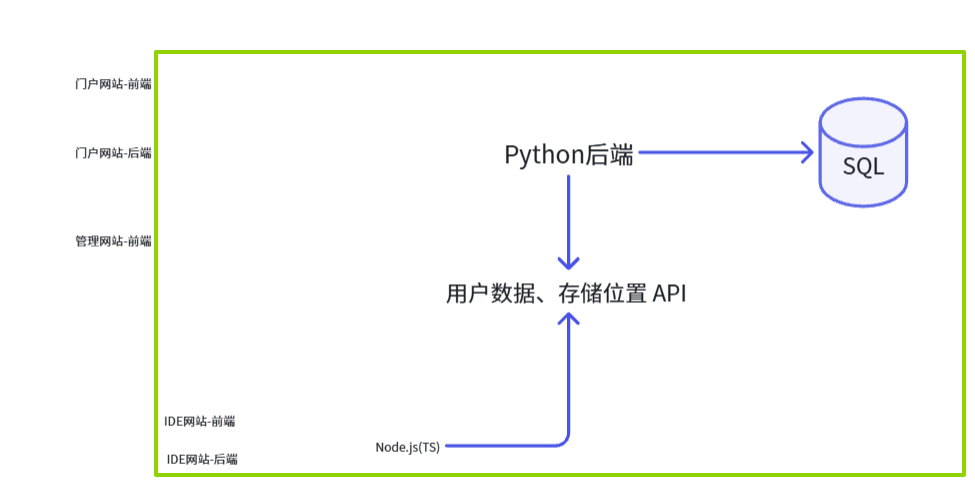 门户网站-前端
门户网站-后端
Python后端
SQL
管理网站-前端
用户数据、存储位置 API
IDE网站-前端
Node.js(TS)
IDE网站-后端